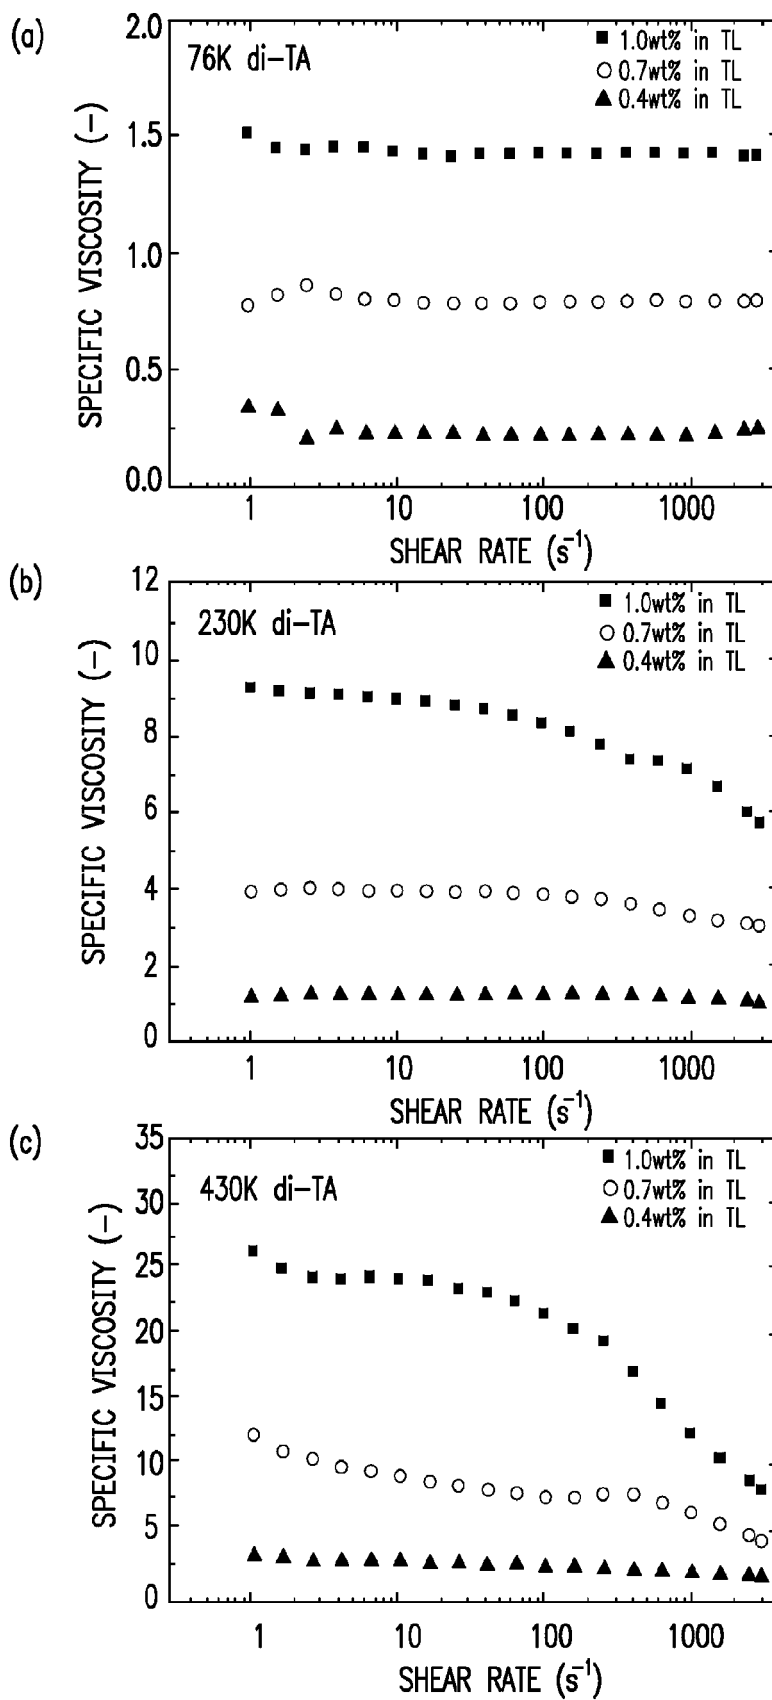 (a)
76K di-TA
1.0wt% in TL
0.7wt% in TL
0.4wt% in TL
SPECIFIC VISCOSITY (-)
2.0
1.5
1.0
0.5
0.0
1 10 100 1000
SHEAR RATE (s⁻¹)
(b)
230K di-TA
1.0wt% in TL
0.7wt% in TL
0.4wt% in TL
SPECIFIC VISCOSITY (-)
12
10
8
6
4
2
0
1 10 100 1000
SHEAR RATE (s⁻¹)
(c)
430K di-TA
1.0wt% in TL
0.7wt% in TL
0.4wt% in TL
SPECIFIC VISCOSITY (-)
35
30
25
20
15
10
5
0
1 10 100 1000
SHEAR RATE (s⁻¹)